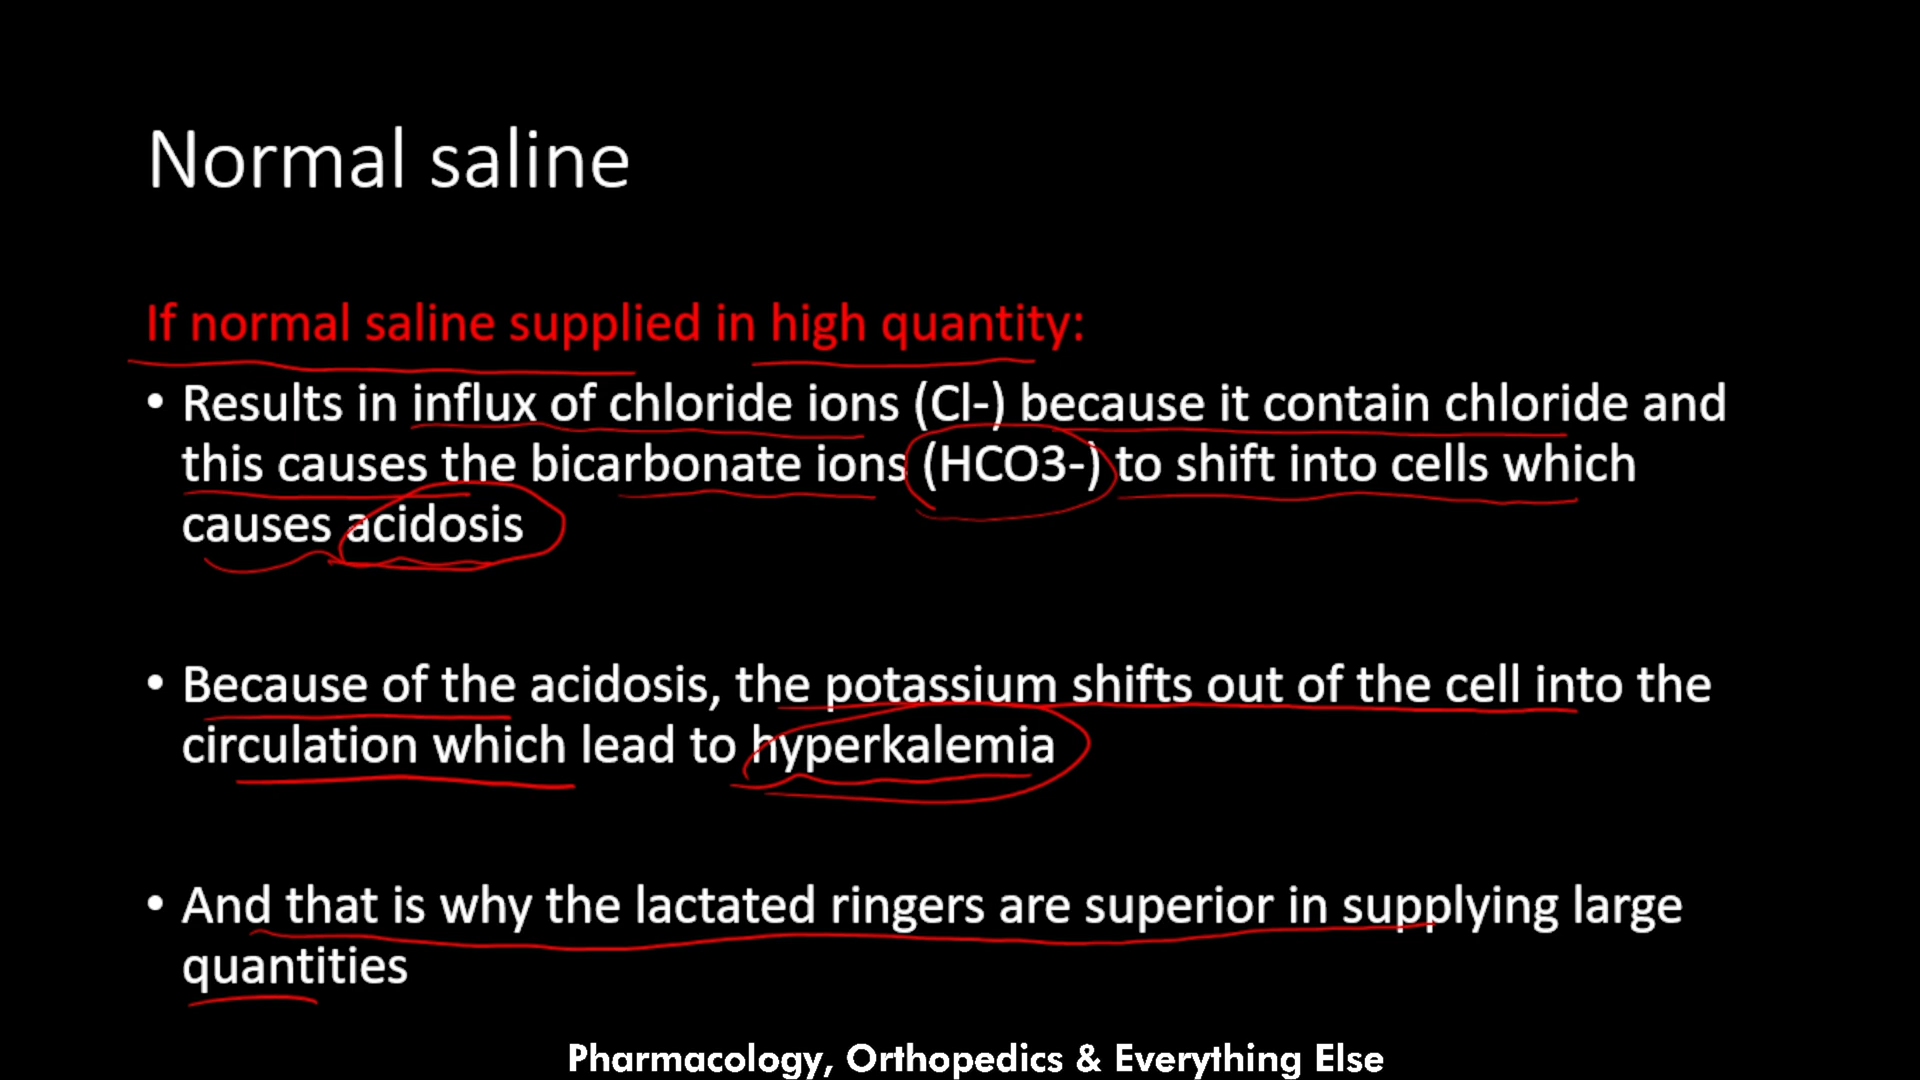 Normal saline
If normal saline supplied in high quantity:
• Results in influx of chloride ions (Cl-) because it contain chloride and
this causes the bicarbonate ions (HCO3-) to shift into cells which
causes acidosis
• Because of the acidosis, the potassium shifts out of the cell into the
circulation which lead to hyperkalemia
• And that is why the lactated ringers are superior in supplying large
quantities
Pharmacology, Orthopedics & Everything Else